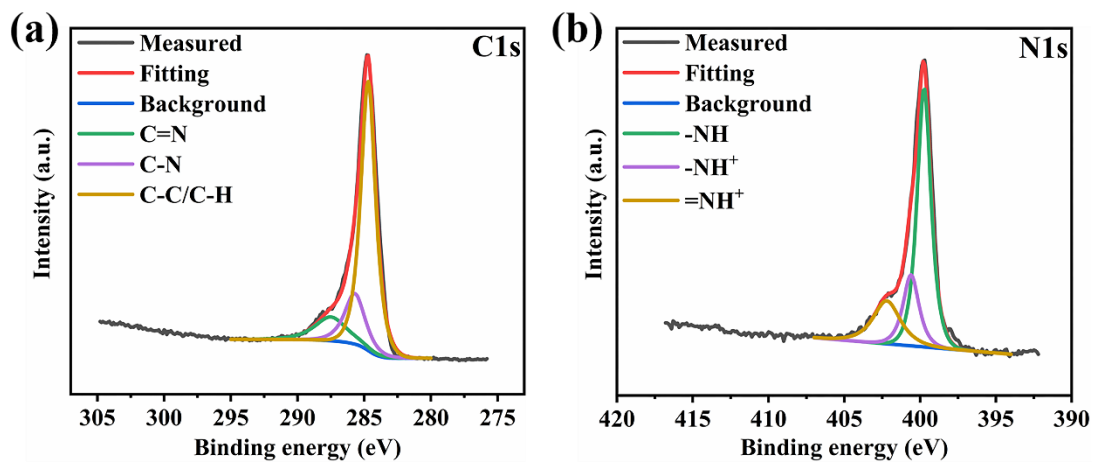 (a)
C1s
Measured
Fitting
Background
C=N
C-N
C-C/C-H
Intensity (a.u.)
305 300 295 290 285 280 275
Binding energy (eV)
(b)
N1s
Measured
Fitting
Background
-NH
-NH⁺
=NH⁺
Intensity (a.u.)
420 415 410 405 400 395 390
Binding energy (eV)